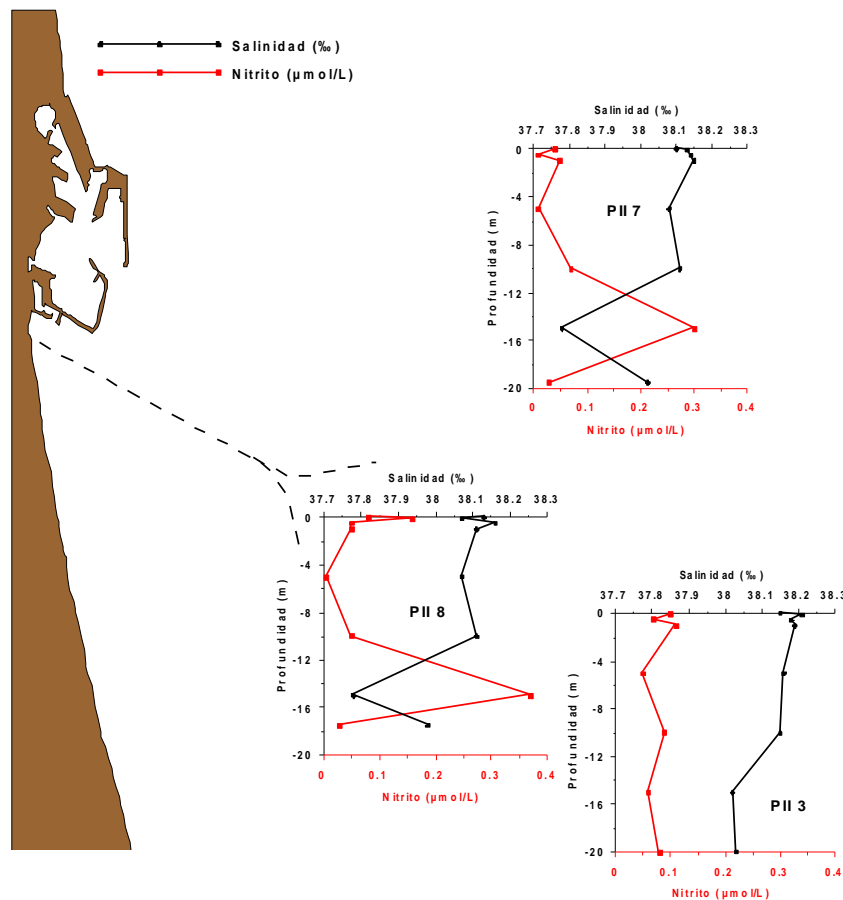 Salinidad (‰)
Nitrito (µmol/L)
Salinidad (‰)
37.7 37.8 37.9 38 38.1 38.2 38.3
0
-4
-8
-12
-16
-20
Profundidad (m)
PII 7
0 0.1 0.2 0.3 0.4
Nitrito (µmol/L)
Salinidad (‰)
37.7 37.8 37.9 38 38.1 38.2 38.3
0
-4
-8
-12
-16
-20
Profundidad (m)
PII 8
0 0.1 0.2 0.3 0.4
Nitrito (µmol/L)
Salinidad (‰)
37.7 37.8 37.9 38 38.1 38.2 38.3
0
-4
-8
-12
-16
-20
Profundidad (m)
PII 3
0 0.1 0.2 0.3 0.4
Nitrito (µmol/L)